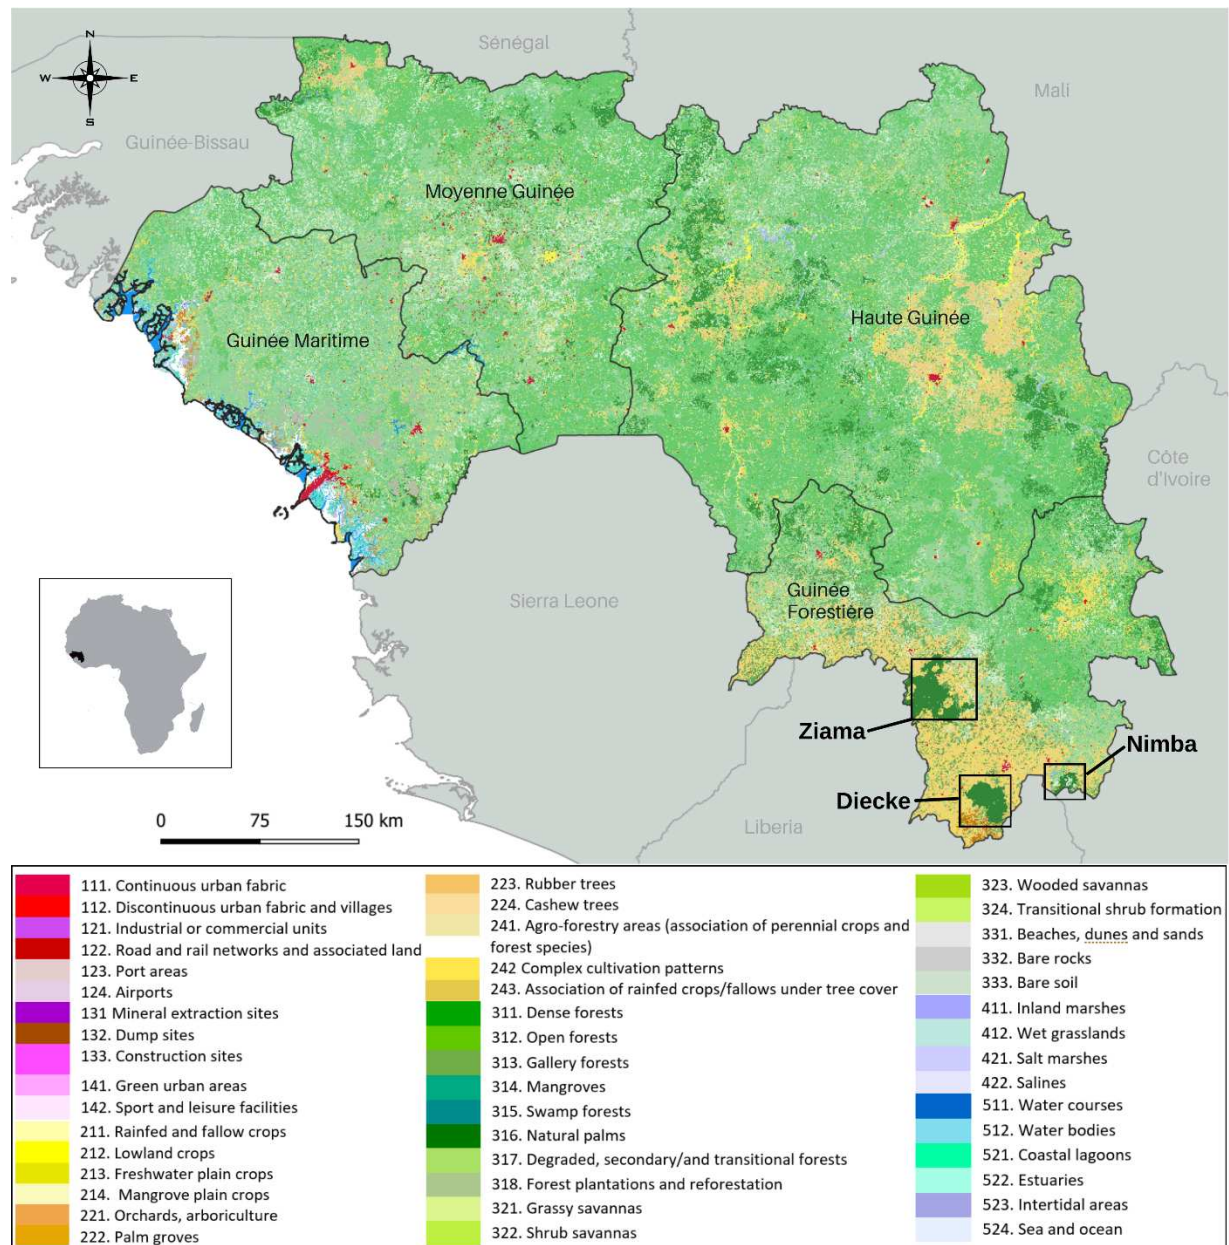 N
W
E
S
Sénégal
Mali
Guinée-Bissau
Moyenne Guinée
Haute Guinée
Guinée Maritime
Côte
d'Ivoire
Sierra Leone
Guinée
Forestière
Ziama
Nimba
Diecke
Liberia
0 75 150 km
111. Continuous urban fabric
112. Discontinuous urban fabric and villages
121. Industrial or commercial units
122. Road and rail networks and associated land
123. Port areas
124. Airports
131 Mineral extraction sites
132. Dump sites
133. Construction sites
141. Green urban areas
142. Sport and leisure facilities
211. Rainfed and fallow crops
212. Lowland crops
213. Freshwater plain crops
214. Mangrove plain crops
221. Orchards, arboriculture
222. Palm groves
223. Rubber trees
224. Cashew trees
241. Agro-forestry areas (association of perennial crops and
forest species)
242 Complex cultivation patterns
243. Association of rainfed crops/fallows under tree cover
311. Dense forests
312. Open forests
313. Gallery forests
314. Mangroves
315. Swamp forests
316. Natural palms
317. Degraded, secondary/and transitional forests
318. Forest plantations and reforestation
321. Grassy savannas
322. Shrub savannas
323. Wooded savannas
324. Transitional shrub formation
331. Beaches, dunes and sands
332. Bare rocks
333. Bare soil
411. Inland marshes
412. Wet grasslands
421. Salt marshes
422. Salines
511. Water courses
512. Water bodies
521. Coastal lagoons
522. Estuaries
523. Intertidal areas
524. Sea and ocean